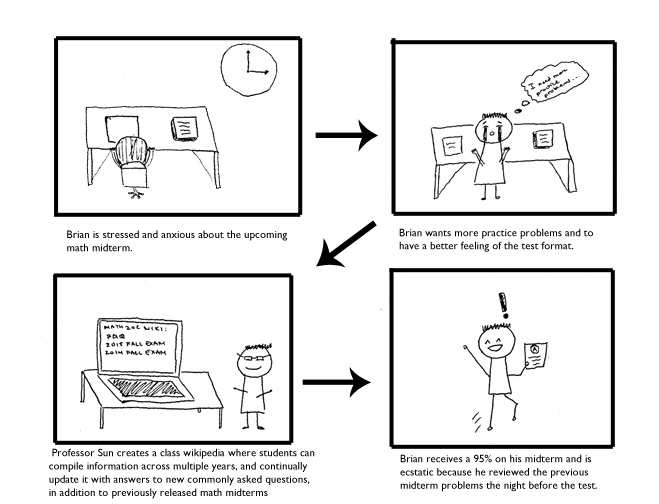 I need more
practice
problems...
Brian is stressed and anxious about the upcoming
math midterm.
Brian wants more practice problems and to
have a better feeling of the test format.
MATH 20C WIKI:
FAQ
2015 FALL EXAM
2014 FALL EXAM
!
A
Professor Sun creates a class wikipedia where students can
compile information across multiple years, and continually
update it with answers to new commonly asked questions,
in addition to previously released math midterms
Brian receives a 95% on his midterm and is
ecstatic because he reviewed the previous
midterm problems the night before the test.